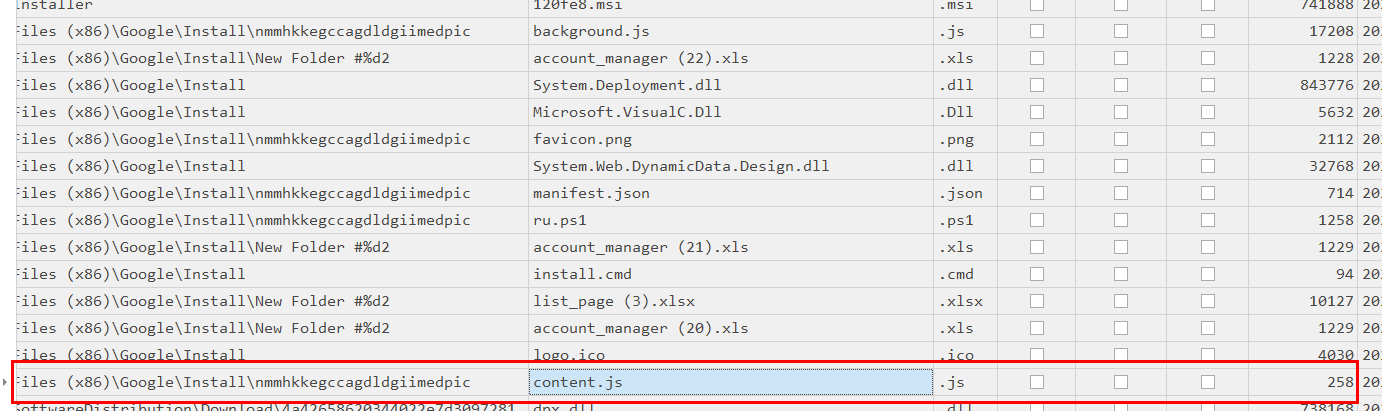 Installer 120fe8.msi .msi 741888 20
Files (x86)\Google\Install\nmmhkkegccagdldgiimedpic background.js .js 17208 20
Files (x86)\Google\Install\New Folder #%d2 account_manager (22).xls .xls 1228 20
Files (x86)\Google\Install System.Deployment.dll .dll 843776 20
Files (x86)\Google\Install Microsoft.VisualC.Dll .Dll 5632 20
Files (x86)\Google\Install\nmmhkkegccagdldgiimedpic favicon.png .png 2112 20
Files (x86)\Google\Install System.Web.DynamicData.Design.dll .dll 32768 20
Files (x86)\Google\Install\nmmhkkegccagdldgiimedpic manifest.json .json 714 20
Files (x86)\Google\Install\nmmhkkegccagdldgiimedpic ru.ps1 .ps1 1258 20
Files (x86)\Google\Install\New Folder #%d2 account_manager (21).xls .xls 1229 20
Files (x86)\Google\Install install.cmd .cmd 94 20
Files (x86)\Google\Install\New Folder #%d2 list_page (3).xlsx .xlsx 10127 20
Files (x86)\Google\Install\New Folder #%d2 account_manager (20).xls .xls 1229 20
Files (x86)\Google\Install logo.ico .ico 4030 20
Files (x86)\Google\Install\nmmhkkegccagdldgiimedpic content.js .js 258 20
SoftwareDistribution\Download\4a42658620344022e7d3097281 dpx.dll .dll 738168 20